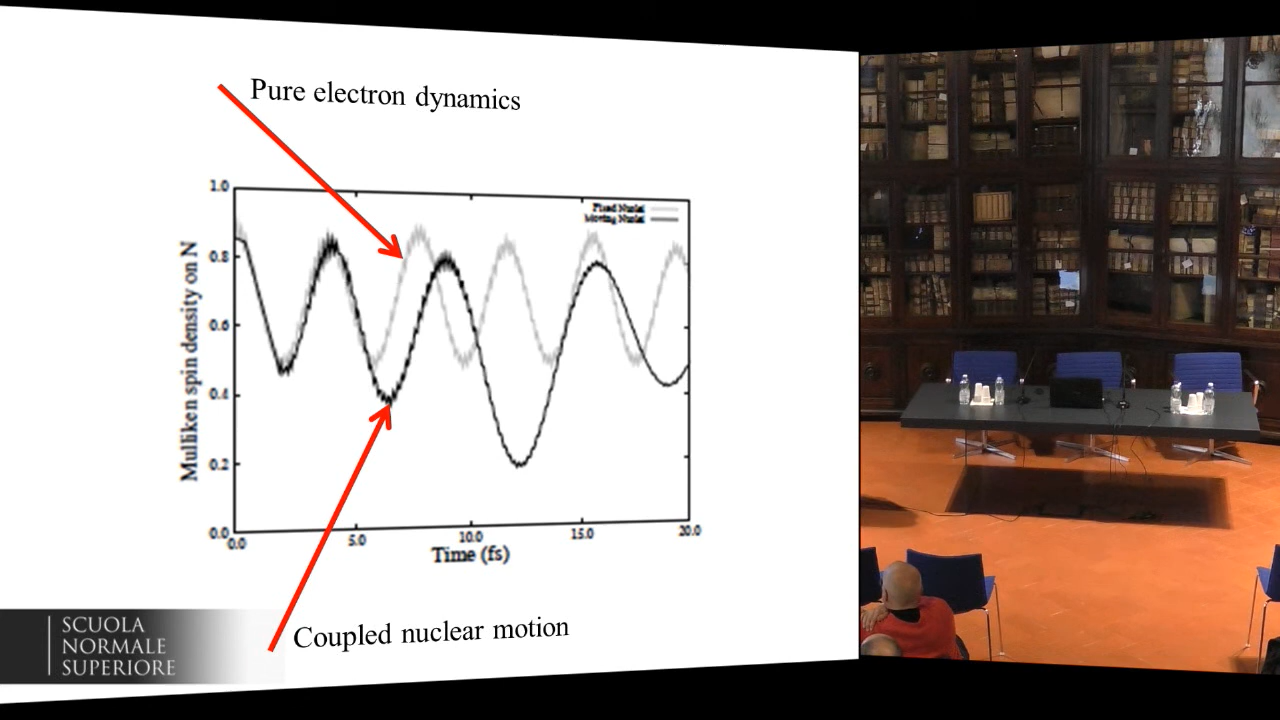 Pure electron dynamics
Fixed Nuclei
Moving Nuclei
Mulliken spin density on N
1.0
0.8
0.6
0.4
0.2
0.0
0.0 5.0 10.0 15.0 20.0
Time (fs)
Coupled nuclear motion
SCUOLA
NORMALE
SUPERIORE